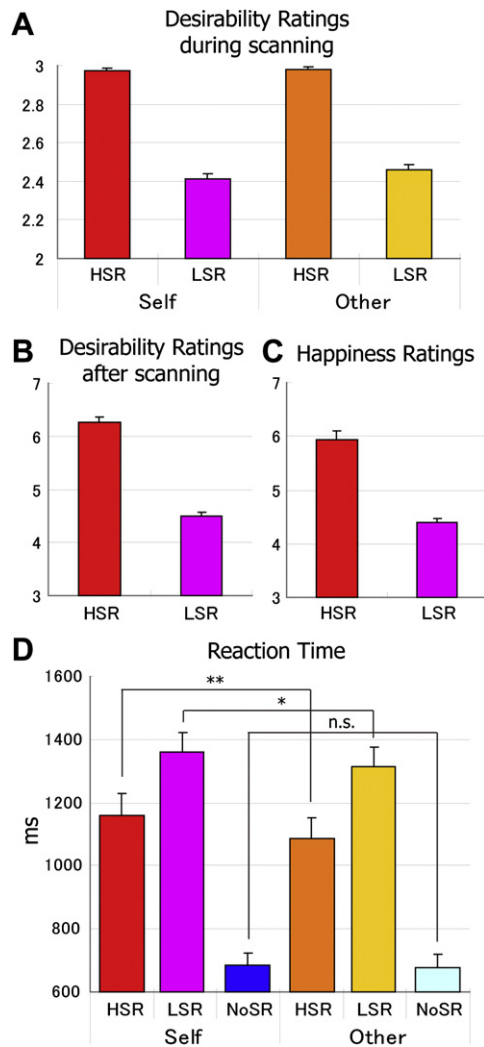 A
Desirability Ratings
during scanning
3
2.8
2.6
2.4
2.2
2
HSR LSR HSR LSR
Self Other
B
Desirability Ratings
after scanning
7
6
5
4
3
HSR LSR
C
Happiness Ratings
7
6
5
4
3
HSR LSR
D
Reaction Time
ms
1600
1400
1200
1000
800
600
**
*
n.s.
HSR LSR NoSR HSR LSR NoSR
Self Other